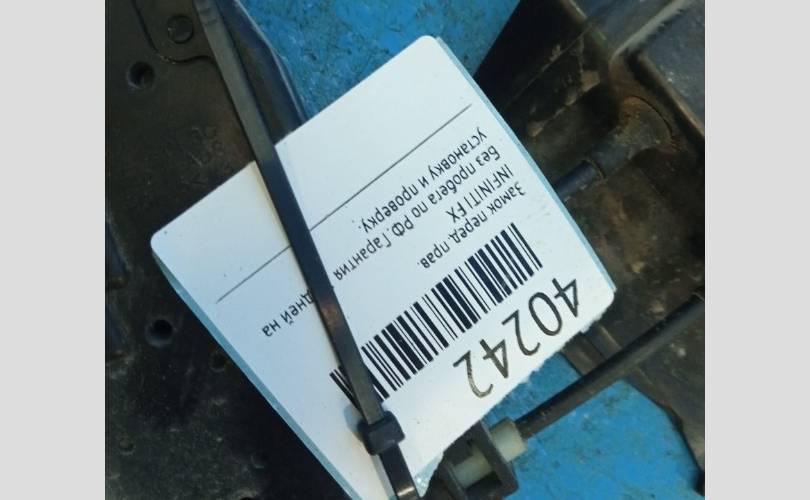 40242
Замок перед. прав.
INFINITI FX
без пробега по РФ. Гарантия
дней на
установку и проверку.